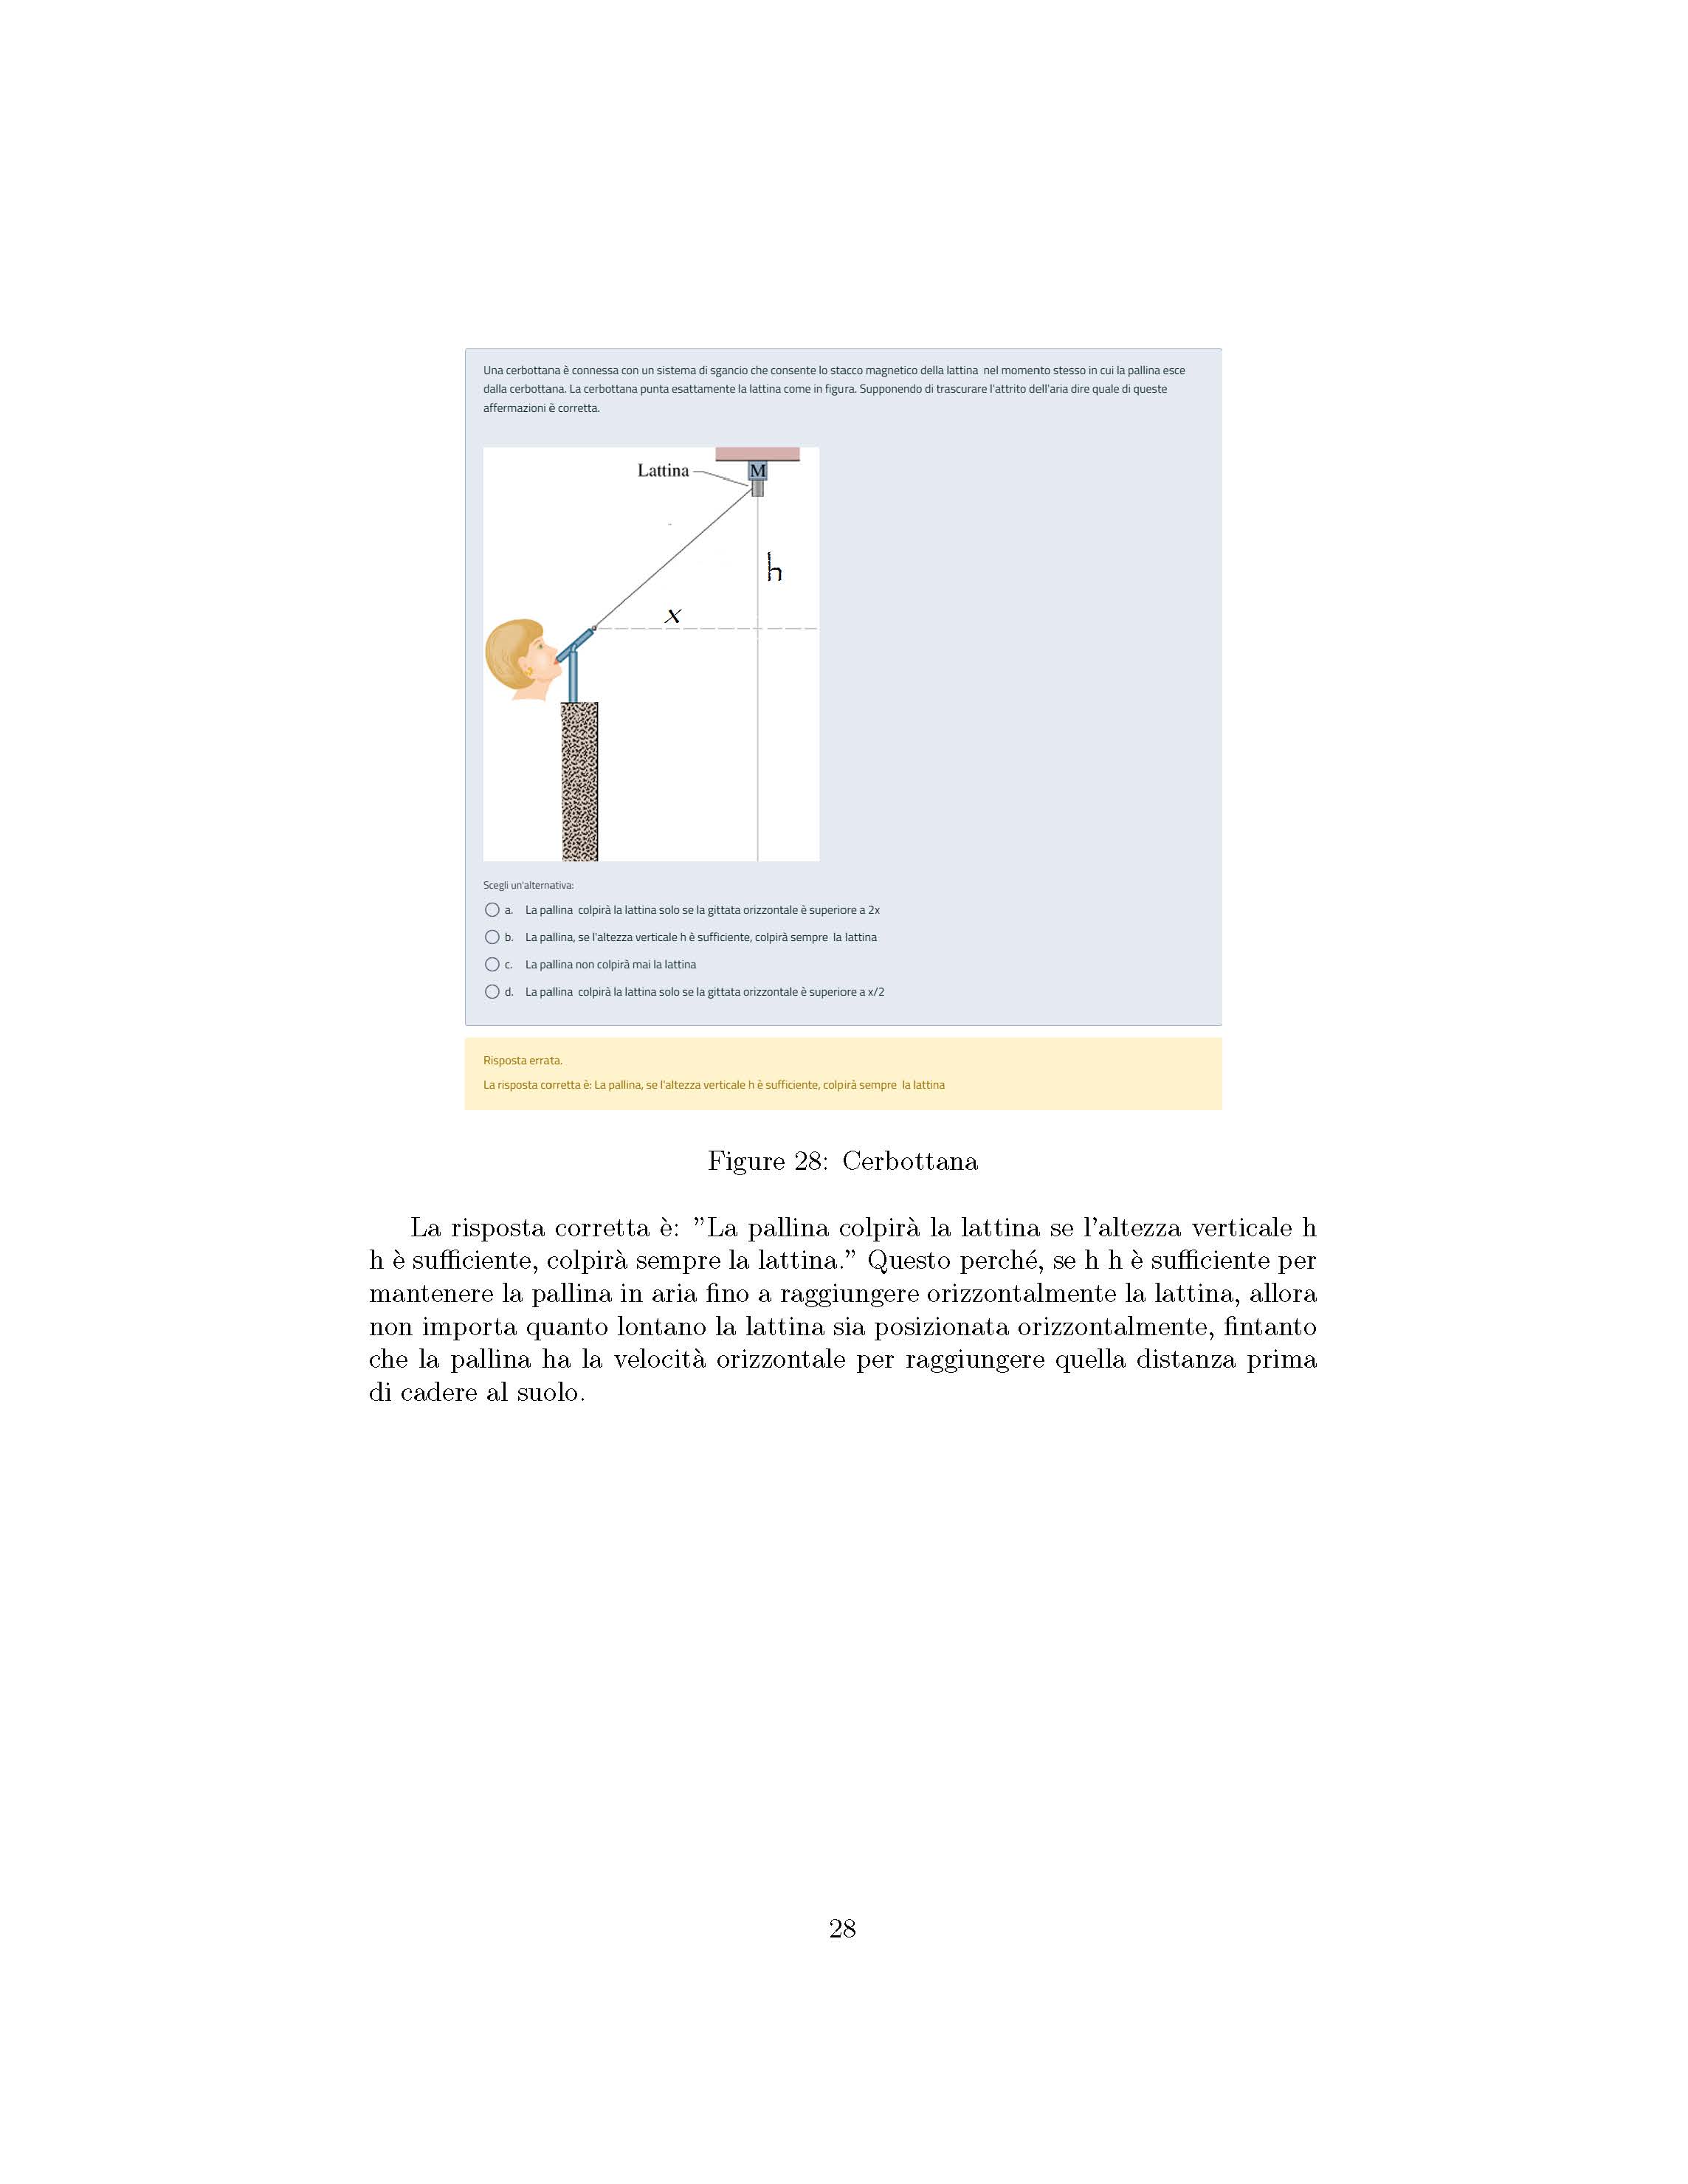 Una cerbottana è connessa con un sistema di sgancio che consente lo stacco magnetico della lattina nel momento stesso in cui la pallina esce
dalla cerbottana. La cerbottana punta esattamente la lattina come in figura. Supponendo di trascurare l'attrito dell'aria dire quale di queste
affermazioni è corretta.
Lattina
M
h
x
Scegli un'alternativa:
a. La pallina colpirà la lattina solo se la gittata orizzontale è superiore a 2x
b. La pallina, se l'altezza verticale h è sufficiente, colpirà sempre la lattina
c. La pallina non colpirà mai la lattina
d. La pallina colpirà la lattina solo se la gittata orizzontale è superiore a x/2
Risposta errata.
La risposta corretta è: La pallina, se l'altezza verticale h è sufficiente, colpirà sempre la lattina
Figure 28: Cerbottana
La risposta corretta è: ”La pallina colpirà la lattina se l'altezza verticale h
h è sufficiente, colpirà sempre la lattina.” Questo perché, se h h è sufficiente per
mantenere la pallina in aria fino a raggiungere orizzontalmente la lattina, allora
non importa quanto lontano la lattina sia posizionata orizzontalmente, fintanto
che la pallina ha la velocità orizzontale per raggiungere quella distanza prima
di cadere al suolo.
28